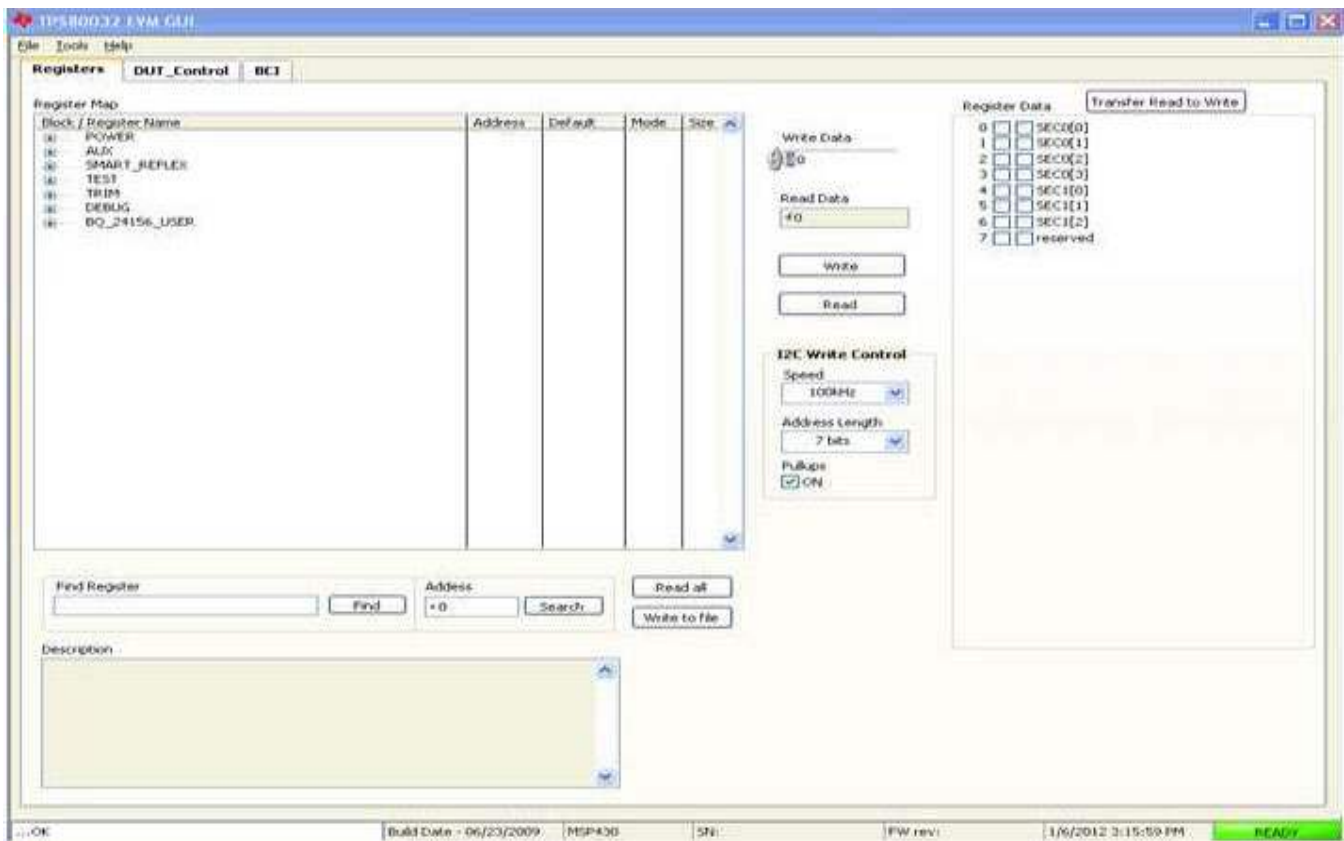 TPS80032 EVM GUI
File Tools Help
Registers DUT_Control BCI
Register Map
Block / Register Name Address Default Mode Size
POWER
AUX
SMART_REFLEX
TEST
TRIM
DEBUG
BQ_24156_USER
Write Data
0
Read Data
0
Write
Read
I2C Write Control
Speed
100kHz
Address Length
7 bits
Pullups
ON
Register Data Transfer Read to Write
0 SEC0[0]
1 SEC0[1]
2 SEC0[2]
3 SEC0[3]
4 SEC1[0]
5 SEC1[1]
6 SEC1[2]
7 reserved
Find Register
Find
Addess
0
Search
Read all
Write to file
Description
...OK Build Date - 06/23/2009 MSP430 SN: FW rev: 1/6/2012 3:15:59 PM READY